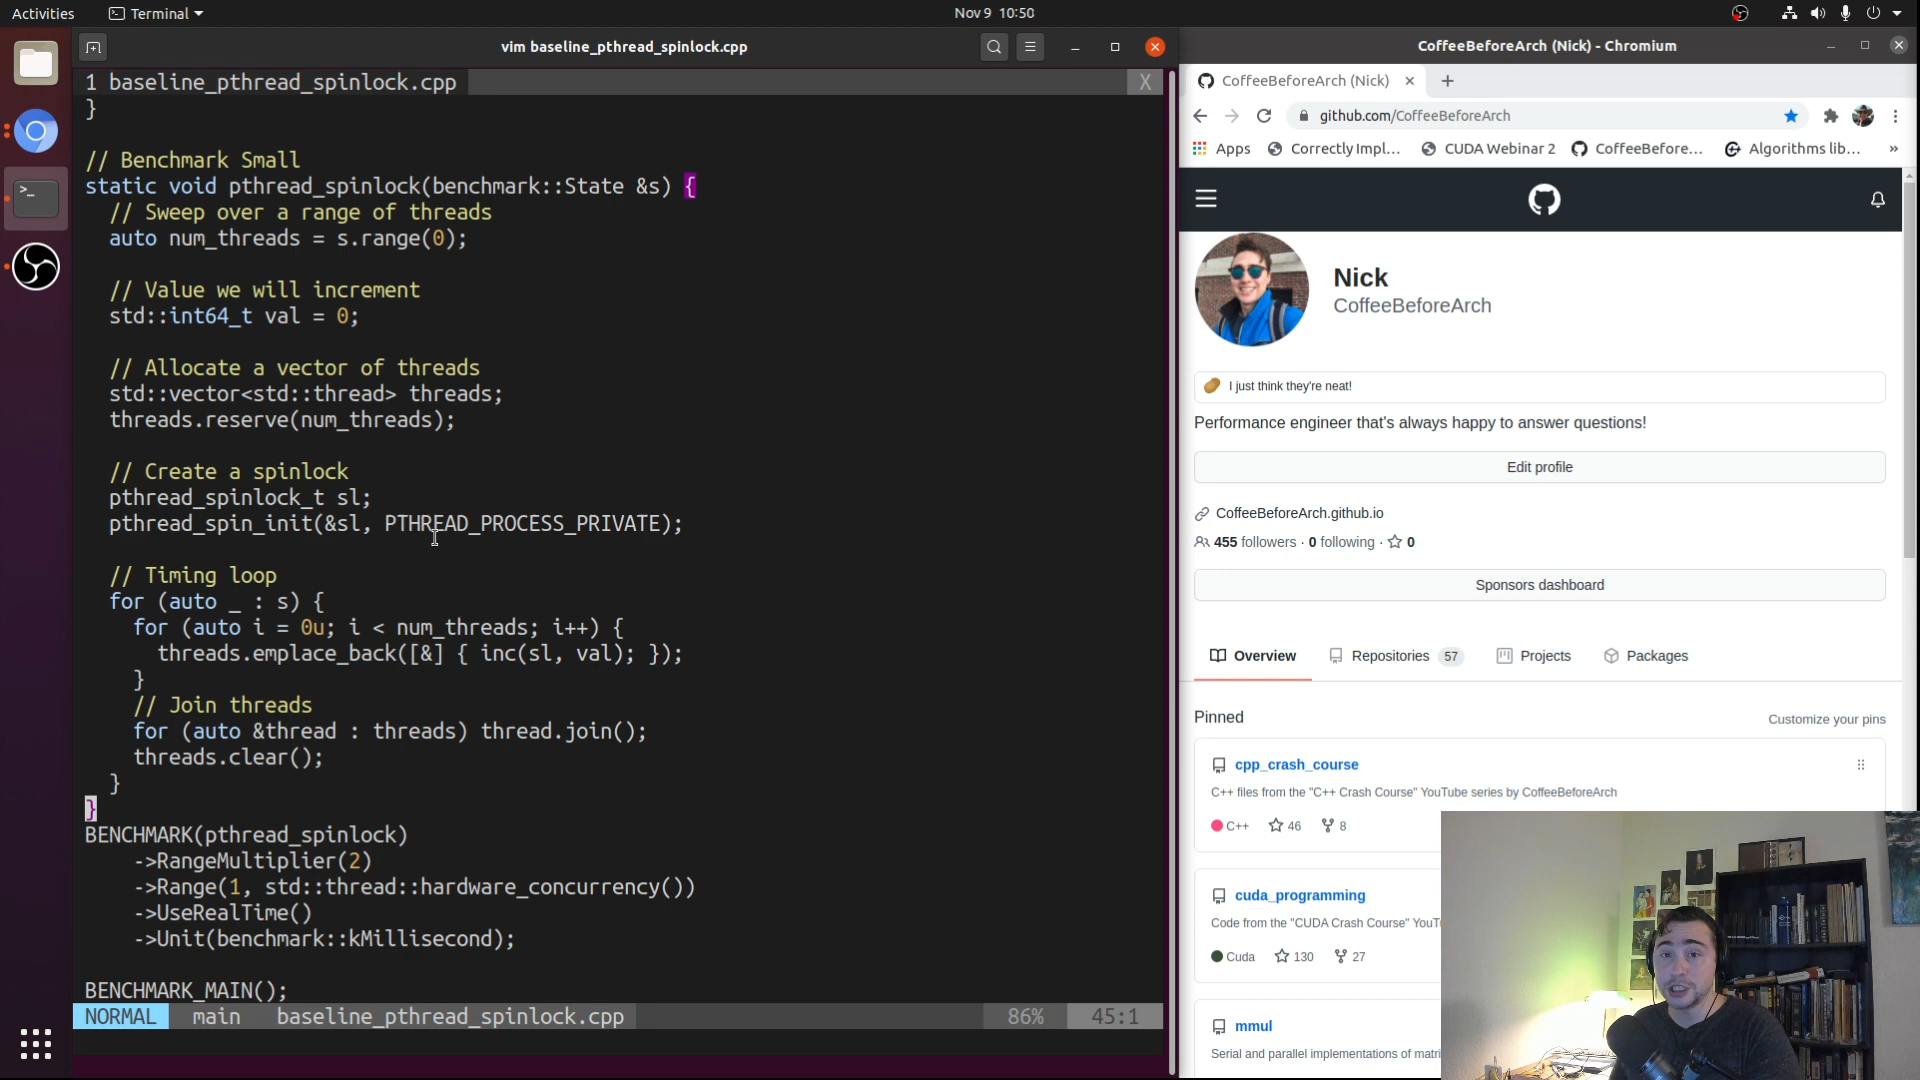 Activities
Terminal
Nov 9 10:50
vim baseline_pthread_spinlock.cpp
1 baseline_pthread_spinlock.cpp
X
}
// Benchmark Small
static void pthread_spinlock(benchmark::State &s) {
// Sweep over a range of threads
auto num_threads = s.range(0);
// Value we will increment
std::int64_t val = 0;
// Allocate a vector of threads
std::vector<std::thread> threads;
threads.reserve(num_threads);
// Create a spinlock
pthread_spinlock_t sl;
pthread_spin_init(&sl, PTHREAD_PROCESS_PRIVATE);
// Timing loop
for (auto _ : s) {
for (auto i = 0u; i < num_threads; i++) {
threads.emplace_back([&] { inc(sl, val); });
}
// Join threads
for (auto &thread : threads) thread.join();
threads.clear();
}
}
BENCHMARK(pthread_spinlock)
->RangeMultiplier(2)
->Range(1, std::thread::hardware_concurrency())
->UseRealTime()
->Unit(benchmark::kMillisecond);
BENCHMARK_MAIN();
NORMAL main baseline_pthread_spinlock.cpp 86% 45:1
CoffeeBeforeArch (Nick) - Chromium
CoffeeBeforeArch (Nick)
github.com/CoffeeBeforeArch
Apps Correctly Impl... CUDA Webinar 2 CoffeeBefore... Algorithms lib... »
Nick
CoffeeBeforeArch
I just think they're neat!
Performance engineer that's always happy to answer questions!
Edit profile
CoffeeBeforeArch.github.io
455 followers · 0 following · 0
Sponsors dashboard
Overview Repositories 57 Projects Packages
Pinned
Customize your pins
cpp_crash_course
C++ files from the "C++ Crash Course" YouTube series by CoffeeBeforeArch
C++ 46 8
cuda_programming
Code from the "CUDA Crash Course" YouT
Cuda 130 27
mmul
Serial and parallel implementations of matri